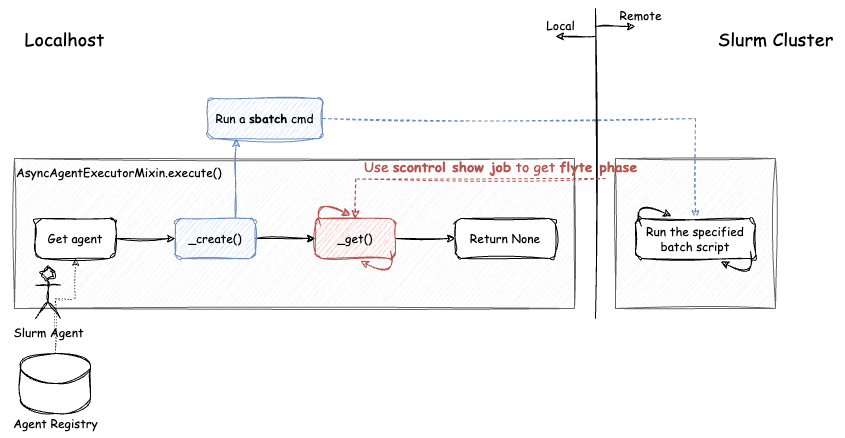 Localhost
Local
Remote
Slurm Cluster
Run a sbatch cmd
Use scontrol show job to get flyte phase
AsyncAgentExecutorMixin.execute()
Get agent
_create()
_get()
Return None
Run the specified
batch script
Slurm Agent
Agent Registry